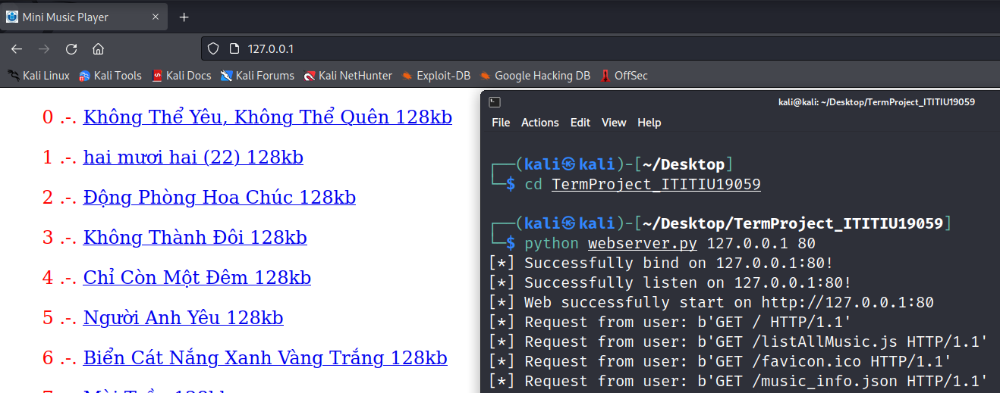 Mini Music Player
127.0.0.1
Kali Linux Kali Tools Kali Docs Kali Forums Kali NetHunter Exploit-DB Google Hacking DB OffSec
0 .-. Không Thể Yêu, Không Thể Quên 128kb
1 .-. hai mươi hai (22) 128kb
2 .-. Động Phòng Hoa Chúc 128kb
3 .-. Không Thành Đôi 128kb
4 .-. Chỉ Còn Một Đêm 128kb
5 .-. Người Anh Yêu 128kb
6 .-. Biển Cát Nắng Xanh Vàng Trắng 128kb
kali@kali: ~/Desktop/TermProject_ITITIU19059
File Actions Edit View Help
┌──(kali㉿kali)-[~/Desktop]
└─$ cd TermProject_ITITIU19059
┌──(kali㉿kali)-[~/Desktop/TermProject_ITITIU19059]
└─$ python webserver.py 127.0.0.1 80
[*] Successfully bind on 127.0.0.1:80!
[*] Successfully listen on 127.0.0.1:80!
[*] Web successfully start on http://127.0.0.1:80
[*] Request from user: b'GET / HTTP/1.1'
[*] Request from user: b'GET /listAllMusic.js HTTP/1.1'
[*] Request from user: b'GET /favicon.ico HTTP/1.1'
[*] Request from user: b'GET /music_info.json HTTP/1.1'